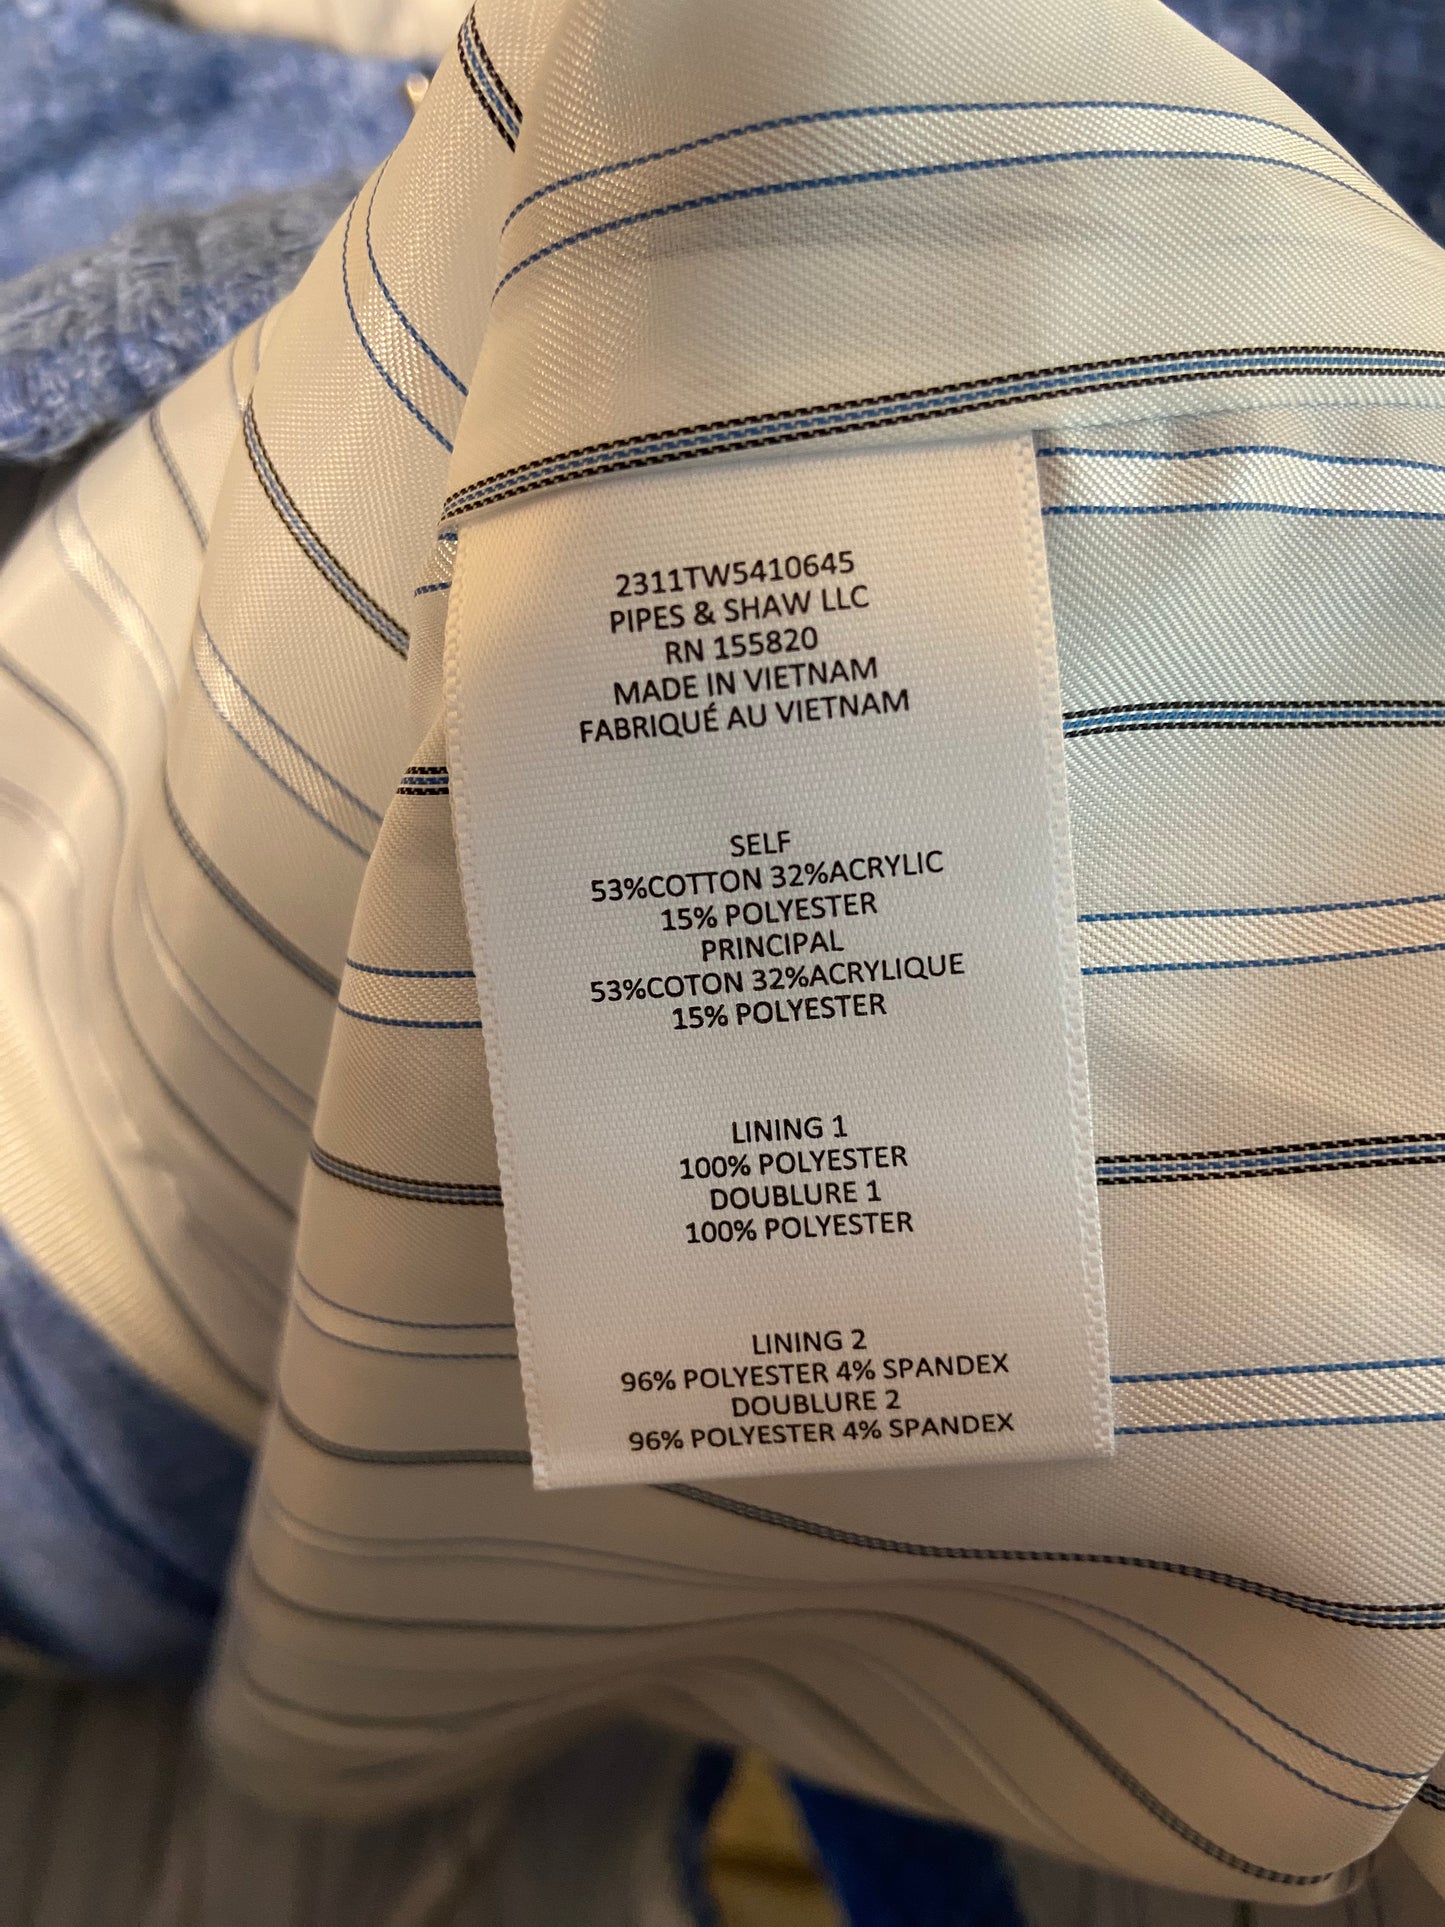 2311TW5410645
PIPES & SHAW LLC
RN 155820
MADE IN VIETNAM
FABRIQUÉ AU VIETNAM
SELF
53%COTTON 32%ACRYLIC
15% POLYESTER
PRINCIPAL
53%COTON 32%ACRYLIQUE
15% POLYESTER
LINING 1
100% POLYESTER
DOUBLURE 1
100% POLYESTER
LINING 2
96% POLYESTER 4% SPANDEX
DOUBLURE 2
96% POLYESTER 4% SPANDEX